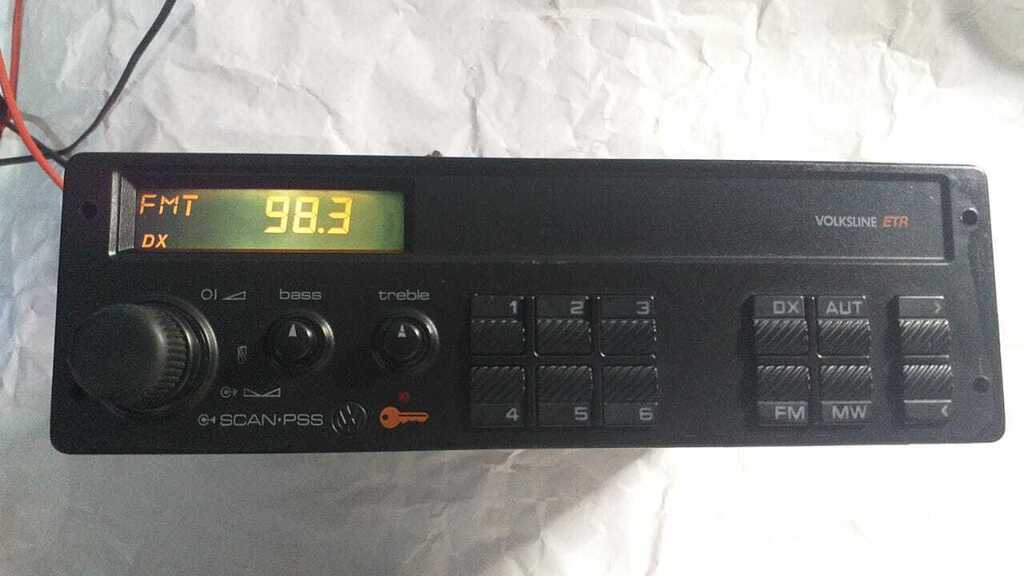 FMT 98.3
DX
VOLKSLINE ETR
bass treble
1 2 3
DX AUT >
SCAN·PSS
4 5 6
FM MW <